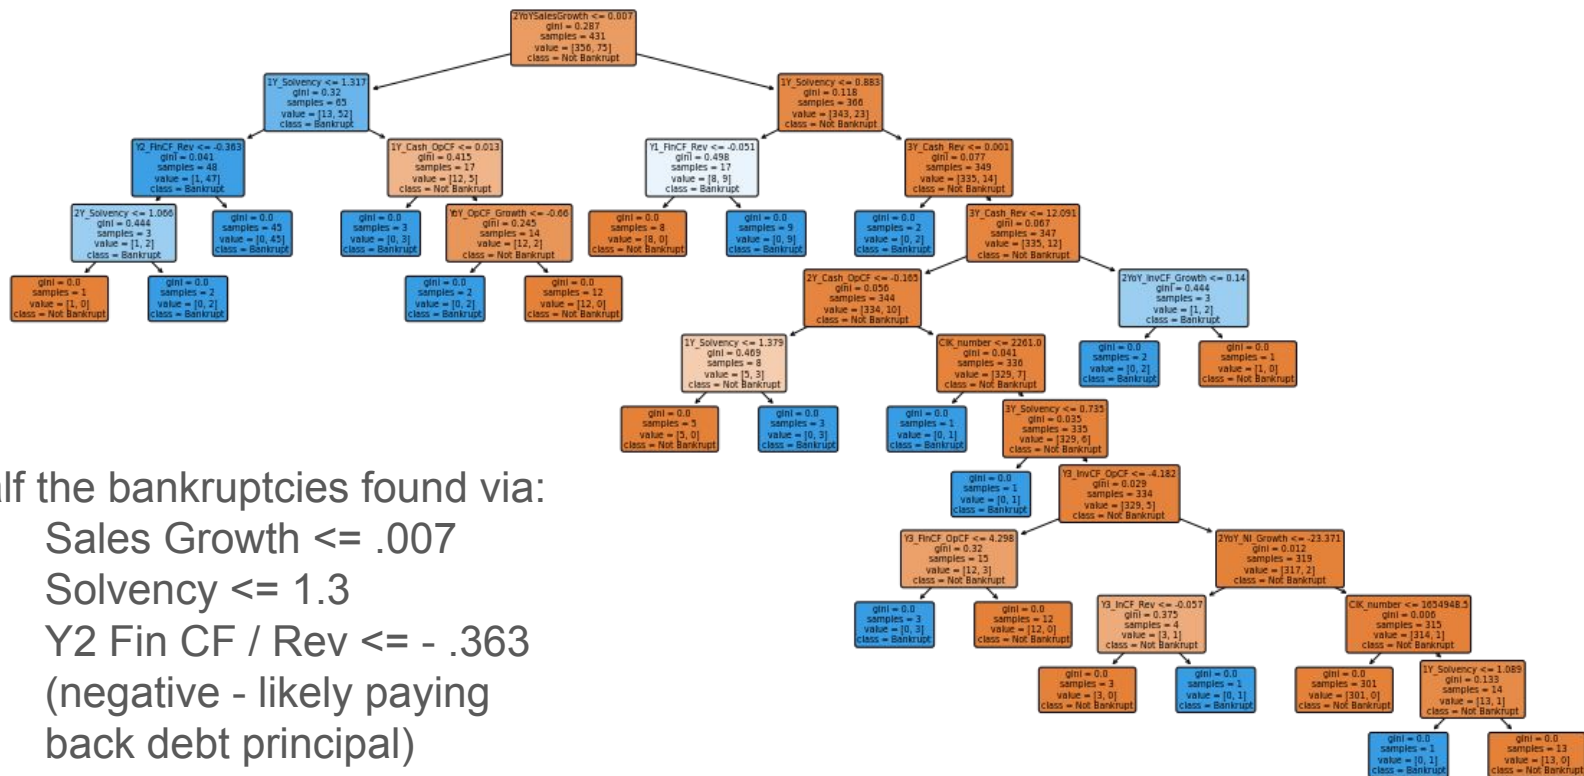 2YoYSalesGrowth <= 0.007
gini = 0.287
samples = 431
value = [356, 75]
class = Not Bankrupt
1Y_Solvency <= 1.317
gini = 0.32
samples = 65
value = [13, 52]
class = Bankrupt
1Y_Solvency <= 0.883
gini = 0.118
samples = 366
value = [343, 23]
class = Not Bankrupt
Y2_FinCF_Rev <= -0.363
gini = 0.041
samples = 48
value = [1, 47]
class = Bankrupt
1Y_Cash_OpCF <= 0.013
gini = 0.415
samples = 17
value = [12, 5]
class = Not Bankrupt
Y1_FinCF_Rev <= -0.051
gini = 0.498
samples = 17
value = [8, 9]
class = Bankrupt
3Y_Cash_Rev <= 0.001
gini = 0.077
samples = 349
value = [335, 14]
class = Not Bankrupt
2Y_Solvency <= 1.066
gini = 0.444
samples = 3
value = [1, 2]
class = Bankrupt
gini = 0.0
samples = 45
value = [0, 45]
class = Bankrupt
gini = 0.0
samples = 3
value = [0, 3]
class = Bankrupt
YoY_OpCF_Growth <= -0.66
gini = 0.245
samples = 14
value = [12, 2]
class = Not Bankrupt
gini = 0.0
samples = 8
value = [8, 0]
class = Not Bankrupt
gini = 0.0
samples = 9
value = [0, 9]
class = Bankrupt
gini = 0.0
samples = 2
value = [0, 2]
class = Bankrupt
3Y_Cash_Rev <= 12.091
gini = 0.067
samples = 347
value = [335, 12]
class = Not Bankrupt
gini = 0.0
samples = 1
value = [1, 0]
class = Not Bankrupt
gini = 0.0
samples = 2
value = [0, 2]
class = Bankrupt
gini = 0.0
samples = 2
value = [0, 2]
class = Bankrupt
gini = 0.0
samples = 12
value = [12, 0]
class = Not Bankrupt
2Y_Cash_OpCF <= -0.165
gini = 0.056
samples = 344
value = [334, 10]
class = Not Bankrupt
2YoY_InvCF_Growth <= 0.14
gini = 0.444
samples = 3
value = [1, 2]
class = Bankrupt
1Y_Solvency <= 1.379
gini = 0.469
samples = 8
value = [5, 3]
class = Not Bankrupt
CIK_number <= 2261.0
gini = 0.041
samples = 336
value = [329, 7]
class = Not Bankrupt
gini = 0.0
samples = 2
value = [0, 2]
class = Bankrupt
gini = 0.0
samples = 1
value = [1, 0]
class = Not Bankrupt
gini = 0.0
samples = 5
value = [5, 0]
class = Not Bankrupt
gini = 0.0
samples = 3
value = [0, 3]
class = Bankrupt
gini = 0.0
samples = 1
value = [0, 1]
class = Bankrupt
3Y_Solvency <= 0.735
gini = 0.035
samples = 335
value = [329, 6]
class = Not Bankrupt
gini = 0.0
samples = 1
value = [0, 1]
class = Bankrupt
Y3_InvCF_OpCF <= -4.182
gini = 0.029
samples = 334
value = [329, 5]
class = Not Bankrupt
Y3_FinCF_OpCF <= 4.298
gini = 0.32
samples = 15
value = [12, 3]
class = Not Bankrupt
2YoY_NI_Growth <= -23.371
gini = 0.012
samples = 319
value = [317, 2]
class = Not Bankrupt
gini = 0.0
samples = 3
value = [0, 3]
class = Bankrupt
gini = 0.0
samples = 12
value = [12, 0]
class = Not Bankrupt
Y3_InCF_Rev <= -0.057
gini = 0.375
samples = 4
value = [3, 1]
class = Not Bankrupt
CIK_number <= 1654948.5
gini = 0.006
samples = 315
value = [314, 1]
class = Not Bankrupt
gini = 0.0
samples = 3
value = [3, 0]
class = Not Bankrupt
gini = 0.0
samples = 1
value = [0, 1]
class = Bankrupt
gini = 0.0
samples = 301
value = [301, 0]
class = Not Bankrupt
1Y_Solvency <= 1.089
gini = 0.133
samples = 14
value = [13, 1]
class = Not Bankrupt
gini = 0.0
samples = 1
value = [0, 1]
class = Bankrupt
gini = 0.0
samples = 13
value = [13, 0]
class = Not Bankrupt
lf the bankruptcies found via:
Sales Growth <= .007
Solvency <= 1.3
Y2 Fin CF / Rev <= - .363
(negative - likely paying
back debt principal)